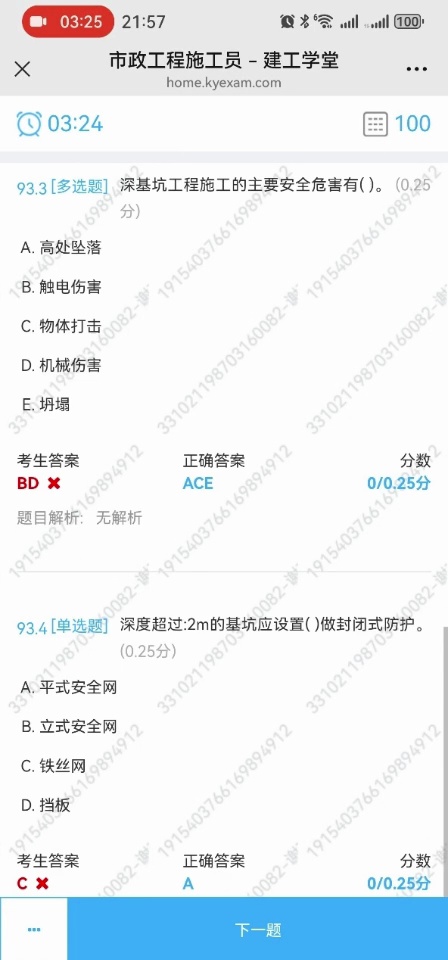 03:25 21:57 6 100
市政工程施工员 – 建工学堂
home.kyexam.com
03:24 100
93.3 [多选题] 深基坑工程施工的主要安全危害有( )。 (0.25
分)
A. 高处坠落
B. 触电伤害
C. 物体打击
D. 机械伤害
E. 坍塌
考生答案 正确答案 分数
BD ✖ ACE 0/0.25分
题目解析: 无解析
93.4 [单选题] 深度超过:2m的基坑应设置( )做封闭式防护。
(0.25分)
A. 平式安全网
B. 立式安全网
C. 铁丝网
D. 挡板
考生答案 正确答案 分数
C ✖ A 0/0.25分
... 下一题